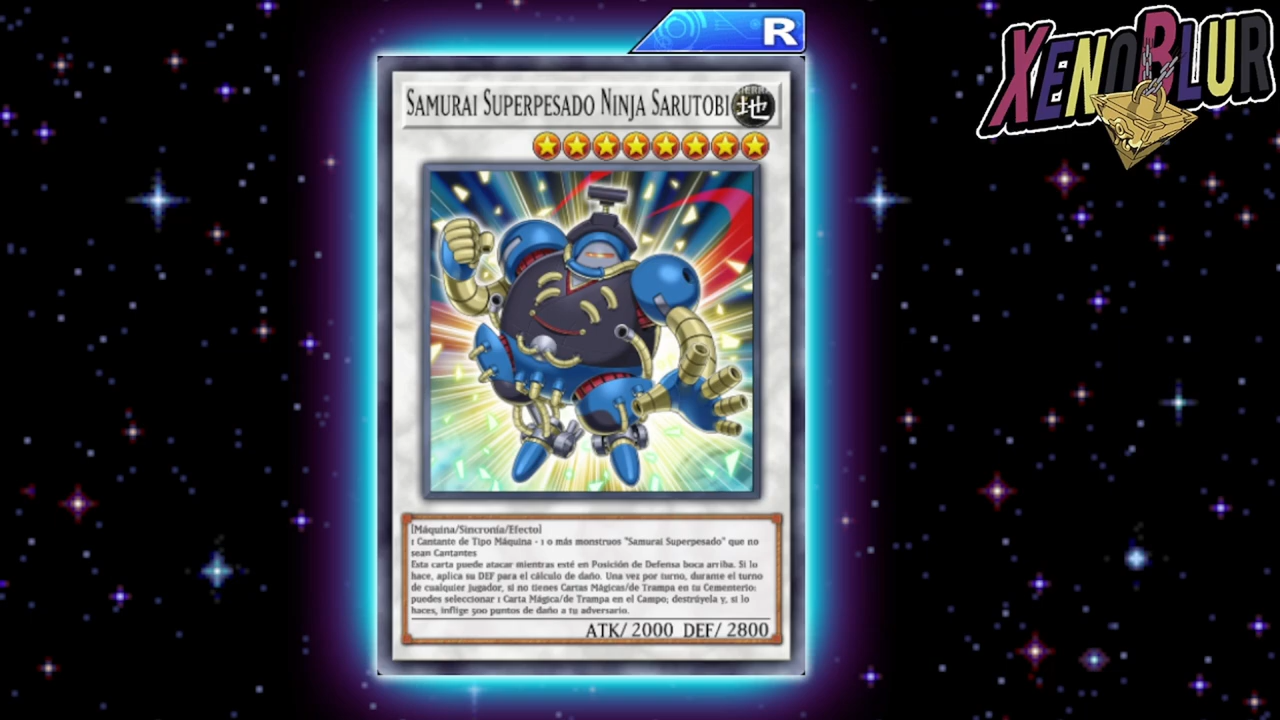 R
XENOBLUR
SAMURAI SUPERPESADO NINJA SARUTOBI
TIERRA
地
[Máquina/Sincronía/Efecto]
1 Cantante de Tipo Máquina - 1 o más monstruos "Samurai Superpesado" que no
sean Cantantes
Esta carta puede atacar mientras esté en Posición de Defensa boca arriba. Si lo
hace, aplica su DEF para el cálculo de daño. Una vez por turno, durante el turno
de cualquier jugador, si no tienes Cartas Mágicas/de Trampa en tu Cementerio:
puedes seleccionar 1 Carta Mágica/de Trampa en el Campo; destrúyela y, si lo
haces, inflige 500 puntos de daño a tu adversario.
ATK/ 2000 DEF/ 2800